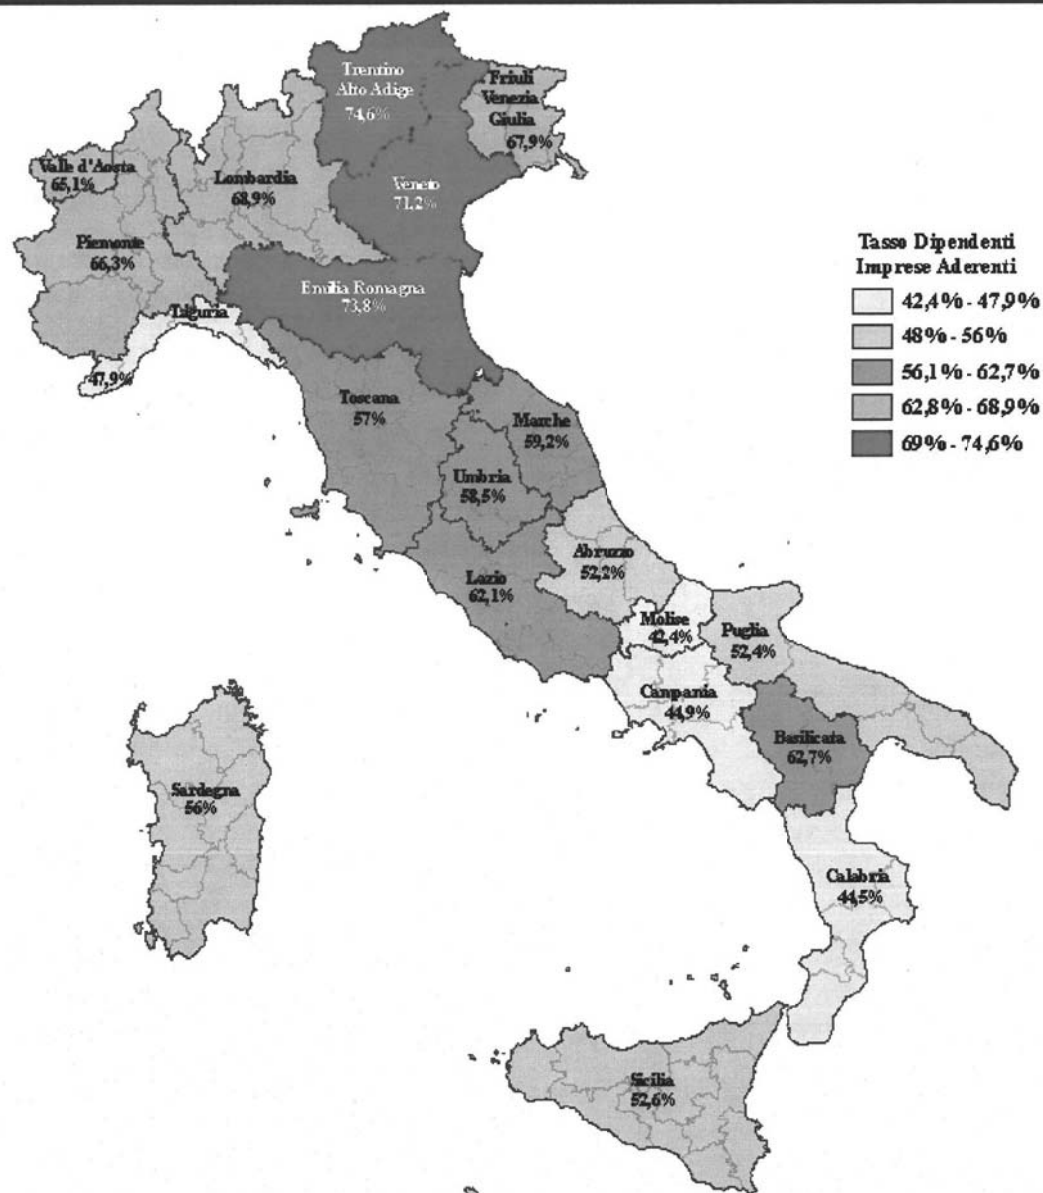 Trentino
Alto Adige
74,6%
Friuli
Venezia
Giulia
67,9%
Valle d'Aosta
65,1%
Lombardia
68,9%
Veneto
71,2%
Piemonte
66,3%
Emilia Romagna
73,8%
Liguria
47,9%
Tasso Dipendenti
Imprese Aderenti
42,4% - 47,9%
48% - 56%
56,1% - 62,7%
62,8% - 68,9%
69% - 74,6%
Toscana
57%
Marche
59,2%
Umbria
58,5%
Abruzzo
52,2%
Lazio
62,1%
Molise
42,4%
Puglia
52,4%
Campania
44,9%
Basilicata
62,7%
Sardegna
56%
Calabria
44,5%
Sicilia
52,6%